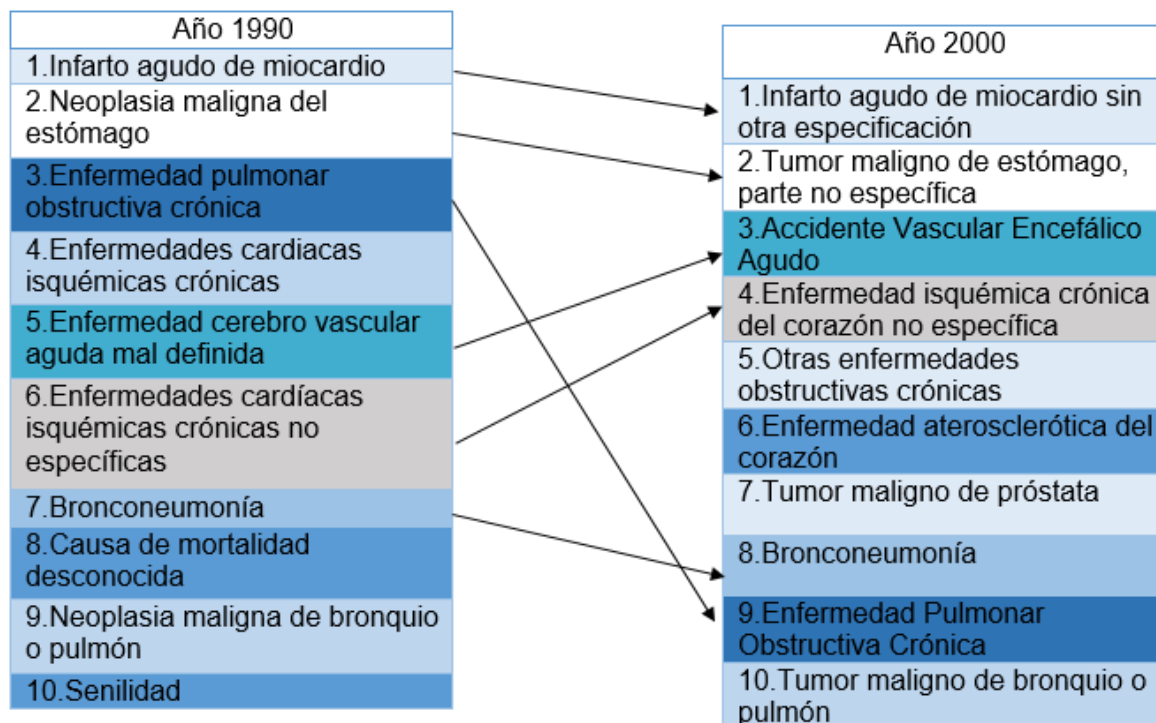 Año 1990
1.Infarto agudo de miocardio
2.Neoplasia maligna del
estómago
3.Enfermedad pulmonar
obstructiva crónica
4.Enfermedades cardiacas
isquémicas crónicas
5.Enfermedad cerebro vascular
aguda mal definida
6.Enfermedades cardíacas
isquémicas crónicas no
específicas
7.Bronconeumonía
8.Causa de mortalidad
desconocida
9.Neoplasia maligna de bronquio
o pulmón
10.Senilidad
Año 2000
1.Infarto agudo de miocardio sin
otra especificación
2.Tumor maligno de estómago,
parte no específica
3.Accidente Vascular Encefálico
Agudo
4.Enfermedad isquémica crónica
del corazón no específica
5.Otras enfermedades
obstructivas crónicas
6.Enfermedad aterosclerótica del
corazón
7.Tumor maligno de próstata
8.Bronconeumonía
9.Enfermedad Pulmonar
Obstructiva Crónica
10.Tumor maligno de bronquio o
pulmón